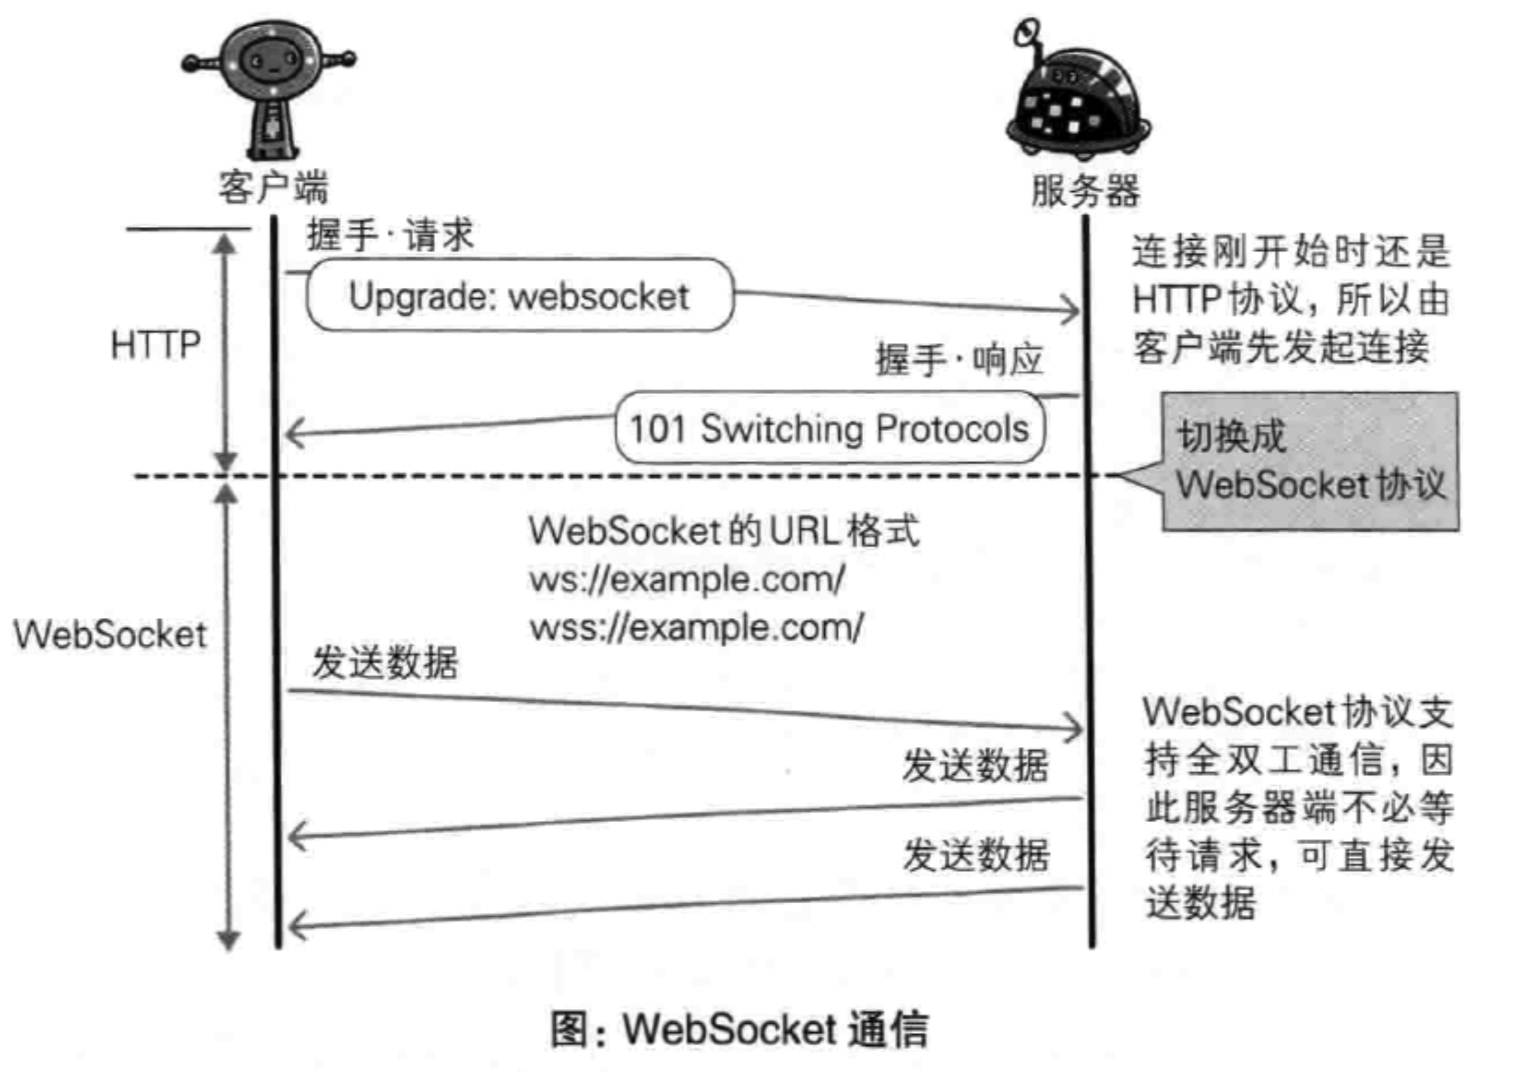 客户端
服务器
握手·请求
Upgrade: websocket
连接刚开始时还是
HTTP协议，所以由
客户端先发起连接
HTTP
握手·响应
101 Switching Protocols
切换成
WebSocket协议
WebSocket的URL格式
ws://example.com/
wss://example.com/
WebSocket
发送数据
发送数据
发送数据
WebSocket协议支
持全双工通信，因
此服务器端不必等
待请求，可直接发
送数据
图：WebSocket 通信